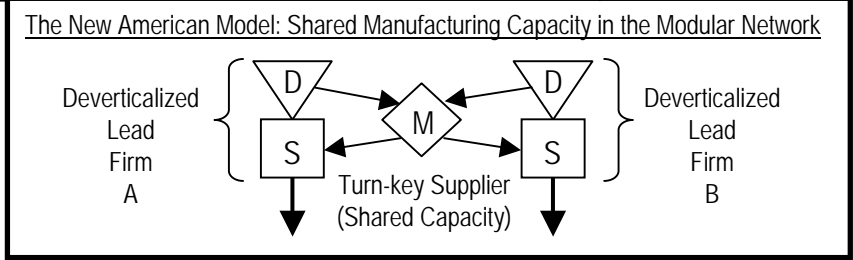 The New American Model: Shared Manufacturing Capacity in the Modular Network
Deverticalized
Lead
Firm
A
D
S
M
Turn-key Supplier
(Shared Capacity)
D
S
Deverticalized
Lead
Firm
B